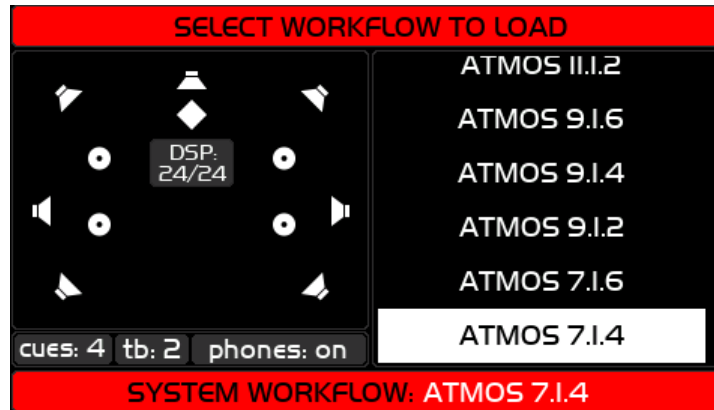 SELECT WORKFLOW TO LOAD
DSP:
24/24
cues: 4 tb: 2 phones: on
ATMOS 11.1.2
ATMOS 9.1.6
ATMOS 9.1.4
ATMOS 9.1.2
ATMOS 7.1.6
ATMOS 7.1.4
SYSTEM WORKFLOW: ATMOS 7.1.4